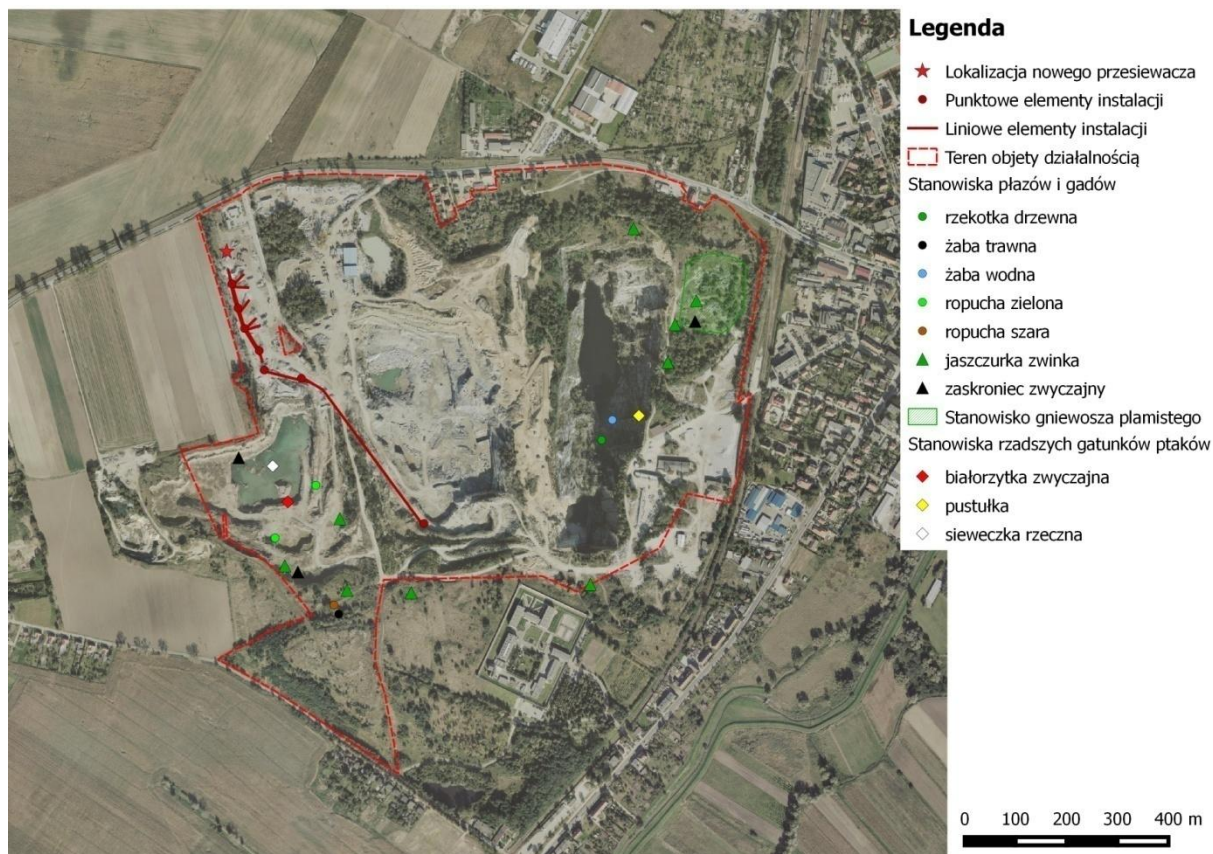 Legenda
Lokalizacja nowego przesiewacza
Punktowe elementy instalacji
Liniowe elementy instalacji
Teren objety działalnością
Stanowiska płazów i gadów
rzekotka drzewna
żaba trawna
żaba wodna
ropucha zielona
ropucha szara
jaszczurka zwinka
zaskroniec zwyczajny
Stanowisko gniewosza plamistego
Stanowiska rzadszych gatunków ptaków
białorzytka zwyczajna
pustułka
sieweczka rzeczna
0 100 200 300 400 m